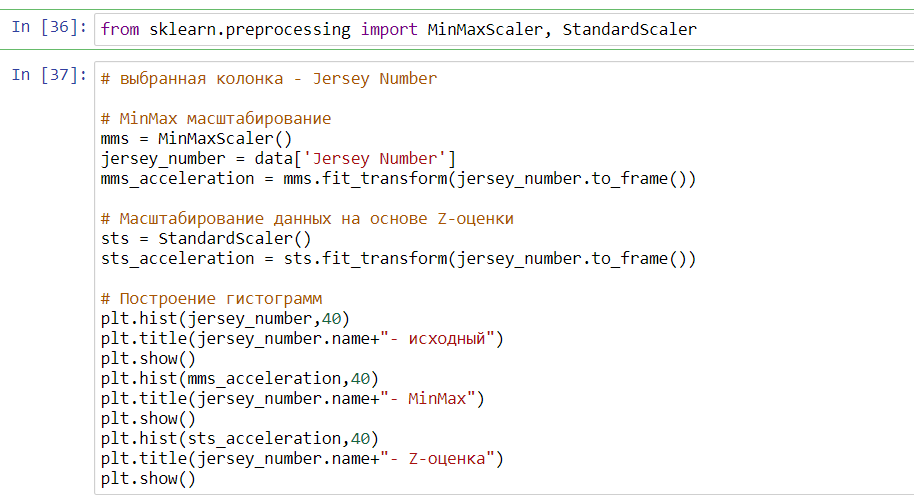 In [36]: from sklearn.preprocessing import MinMaxScaler, StandardScaler
In [37]: # выбранная колонка - Jersey Number
# MinMax масштабирование
mms = MinMaxScaler()
jersey_number = data['Jersey Number']
mms_acceleration = mms.fit_transform(jersey_number.to_frame())
# Масштабирование данных на основе Z-оценки
sts = StandardScaler()
sts_acceleration = sts.fit_transform(jersey_number.to_frame())
# Построение гистограмм
plt.hist(jersey_number,40)
plt.title(jersey_number.name+"- исходный")
plt.show()
plt.hist(mms_acceleration,40)
plt.title(jersey_number.name+"- MinMax")
plt.show()
plt.hist(sts_acceleration,40)
plt.title(jersey_number.name+"- Z-оценка")
plt.show()